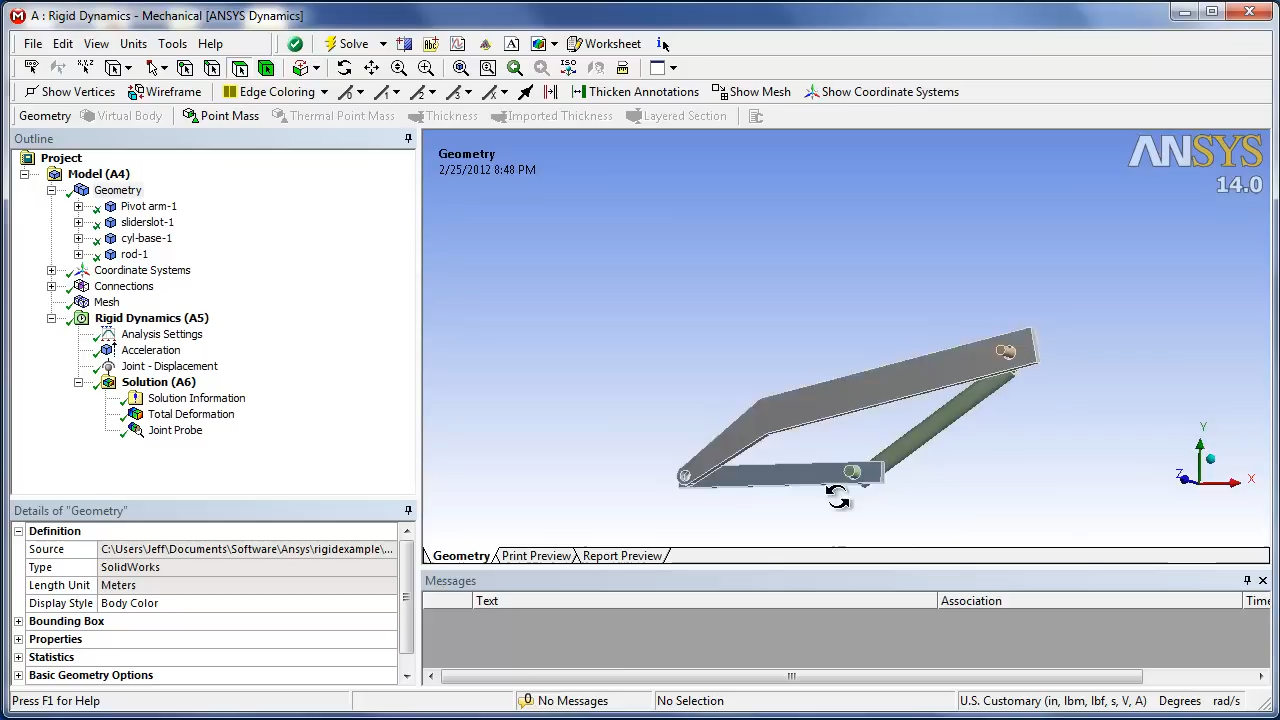 A : Rigid Dynamics - Mechanical [ANSYS Dynamics]
File Edit View Units Tools Help Solve Worksheet
Show Vertices Wireframe Edge Coloring Thicken Annotations Show Mesh Show Coordinate Systems
Geometry Virtual Body Point Mass Thermal Point Mass Thickness Imported Thickness Layered Section
Outline
Project
Model (A4)
Geometry
Pivot arm-1
sliderslot-1
cyl-base-1
rod-1
Coordinate Systems
Connections
Mesh
Rigid Dynamics (A5)
Analysis Settings
Acceleration
Joint - Displacement
Solution (A6)
Solution Information
Total Deformation
Joint Probe
Details of "Geometry"
Definition
Source C:\Users\Jeff\Documents\Software\Ansys\rigidexample\...
Type SolidWorks
Length Unit Meters
Display Style Body Color
Bounding Box
Properties
Statistics
Basic Geometry Options
Geometry
2/25/2012 8:48 PM
ANSYS
14.0
Y
Z X
Geometry Print Preview Report Preview
Messages
Text Association Time
Press F1 for Help 0 No Messages No Selection U.S. Customary (in, lbm, lbf, s, V, A) Degrees rad/s